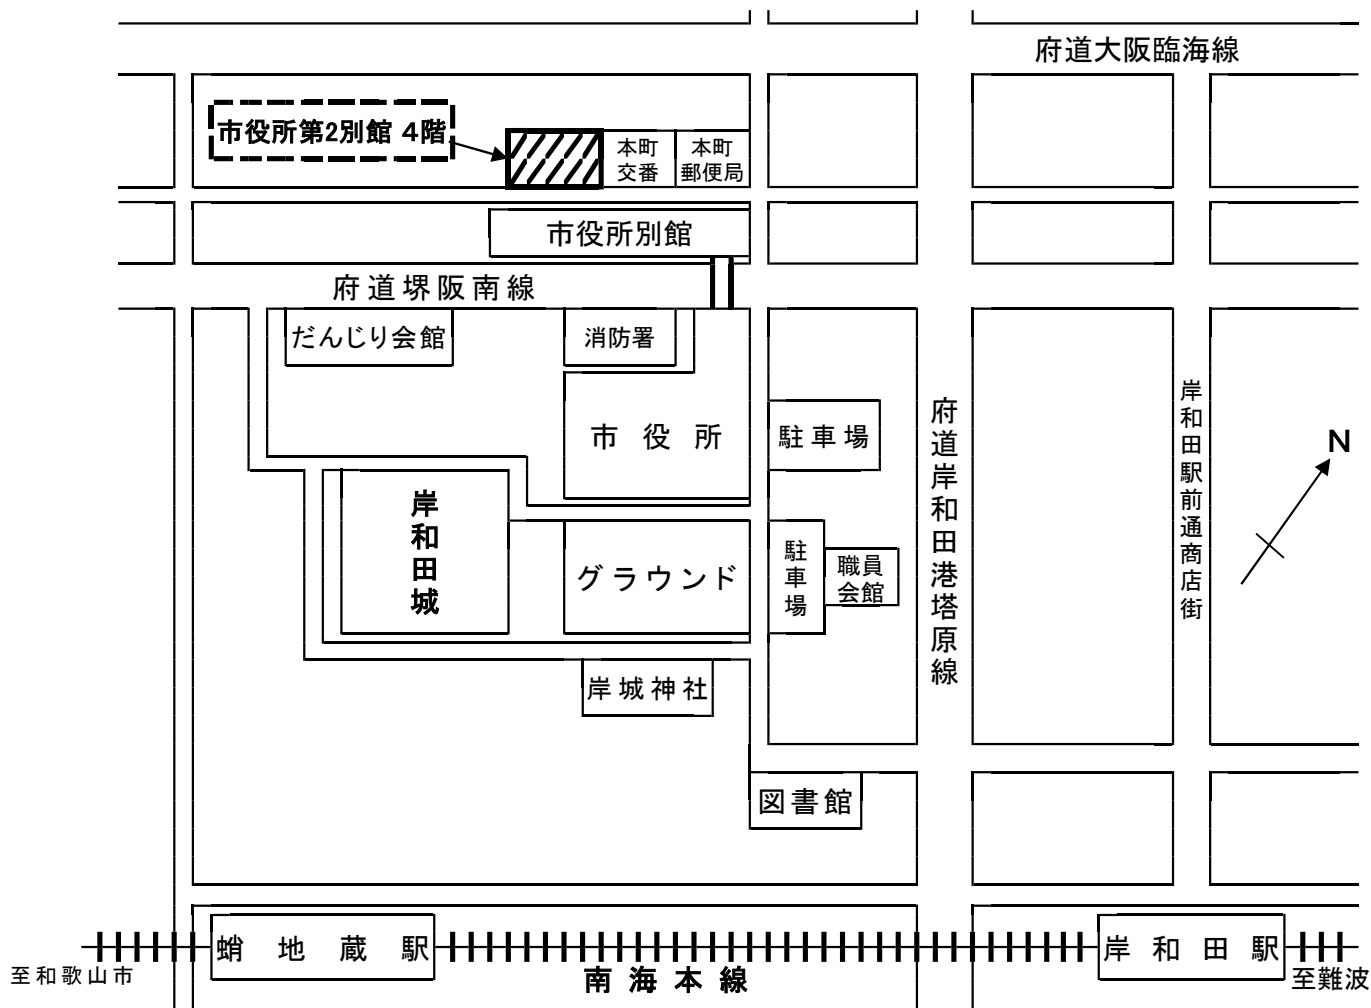 府道大阪臨海線
市役所第2別館 4階
本町
交番
本町
郵便局
市役所別館
府道堺阪南線
だんじり会館
消防署
市役所
駐車場
府道岸和田港塔原線
岸和田駅前通商店街
N
岸和田城
グラウンド
駐車場
職員
会館
岸城神社
図書館
蛸地蔵駅
岸和田駅
至和歌山市
南海本線
至難波